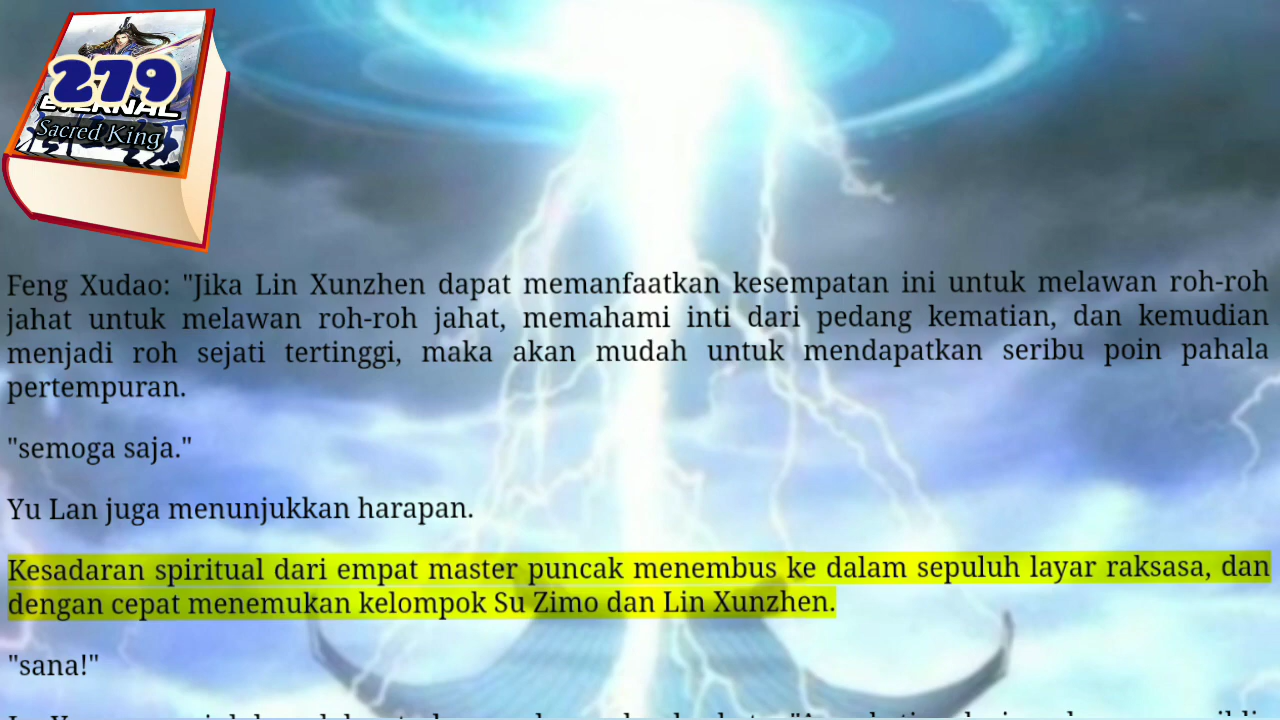 279
ETERNAL
Sacred King
Feng Xudao: "Jika Lin Xunzhen dapat memanfaatkan kesempatan ini untuk melawan roh-roh
jahat untuk melawan roh-roh jahat, memahami inti dari pedang kematian, dan kemudian
menjadi roh sejati tertinggi, maka akan mudah untuk mendapatkan seribu poin pahala
pertempuran.
"semoga saja."
Yu Lan juga menunjukkan harapan.
Kesadaran spiritual dari empat master puncak menembus ke dalam sepuluh layar raksasa, dan
dengan cepat menemukan kelompok Su Zimo dan Lin Xunzhen.
"sana!"